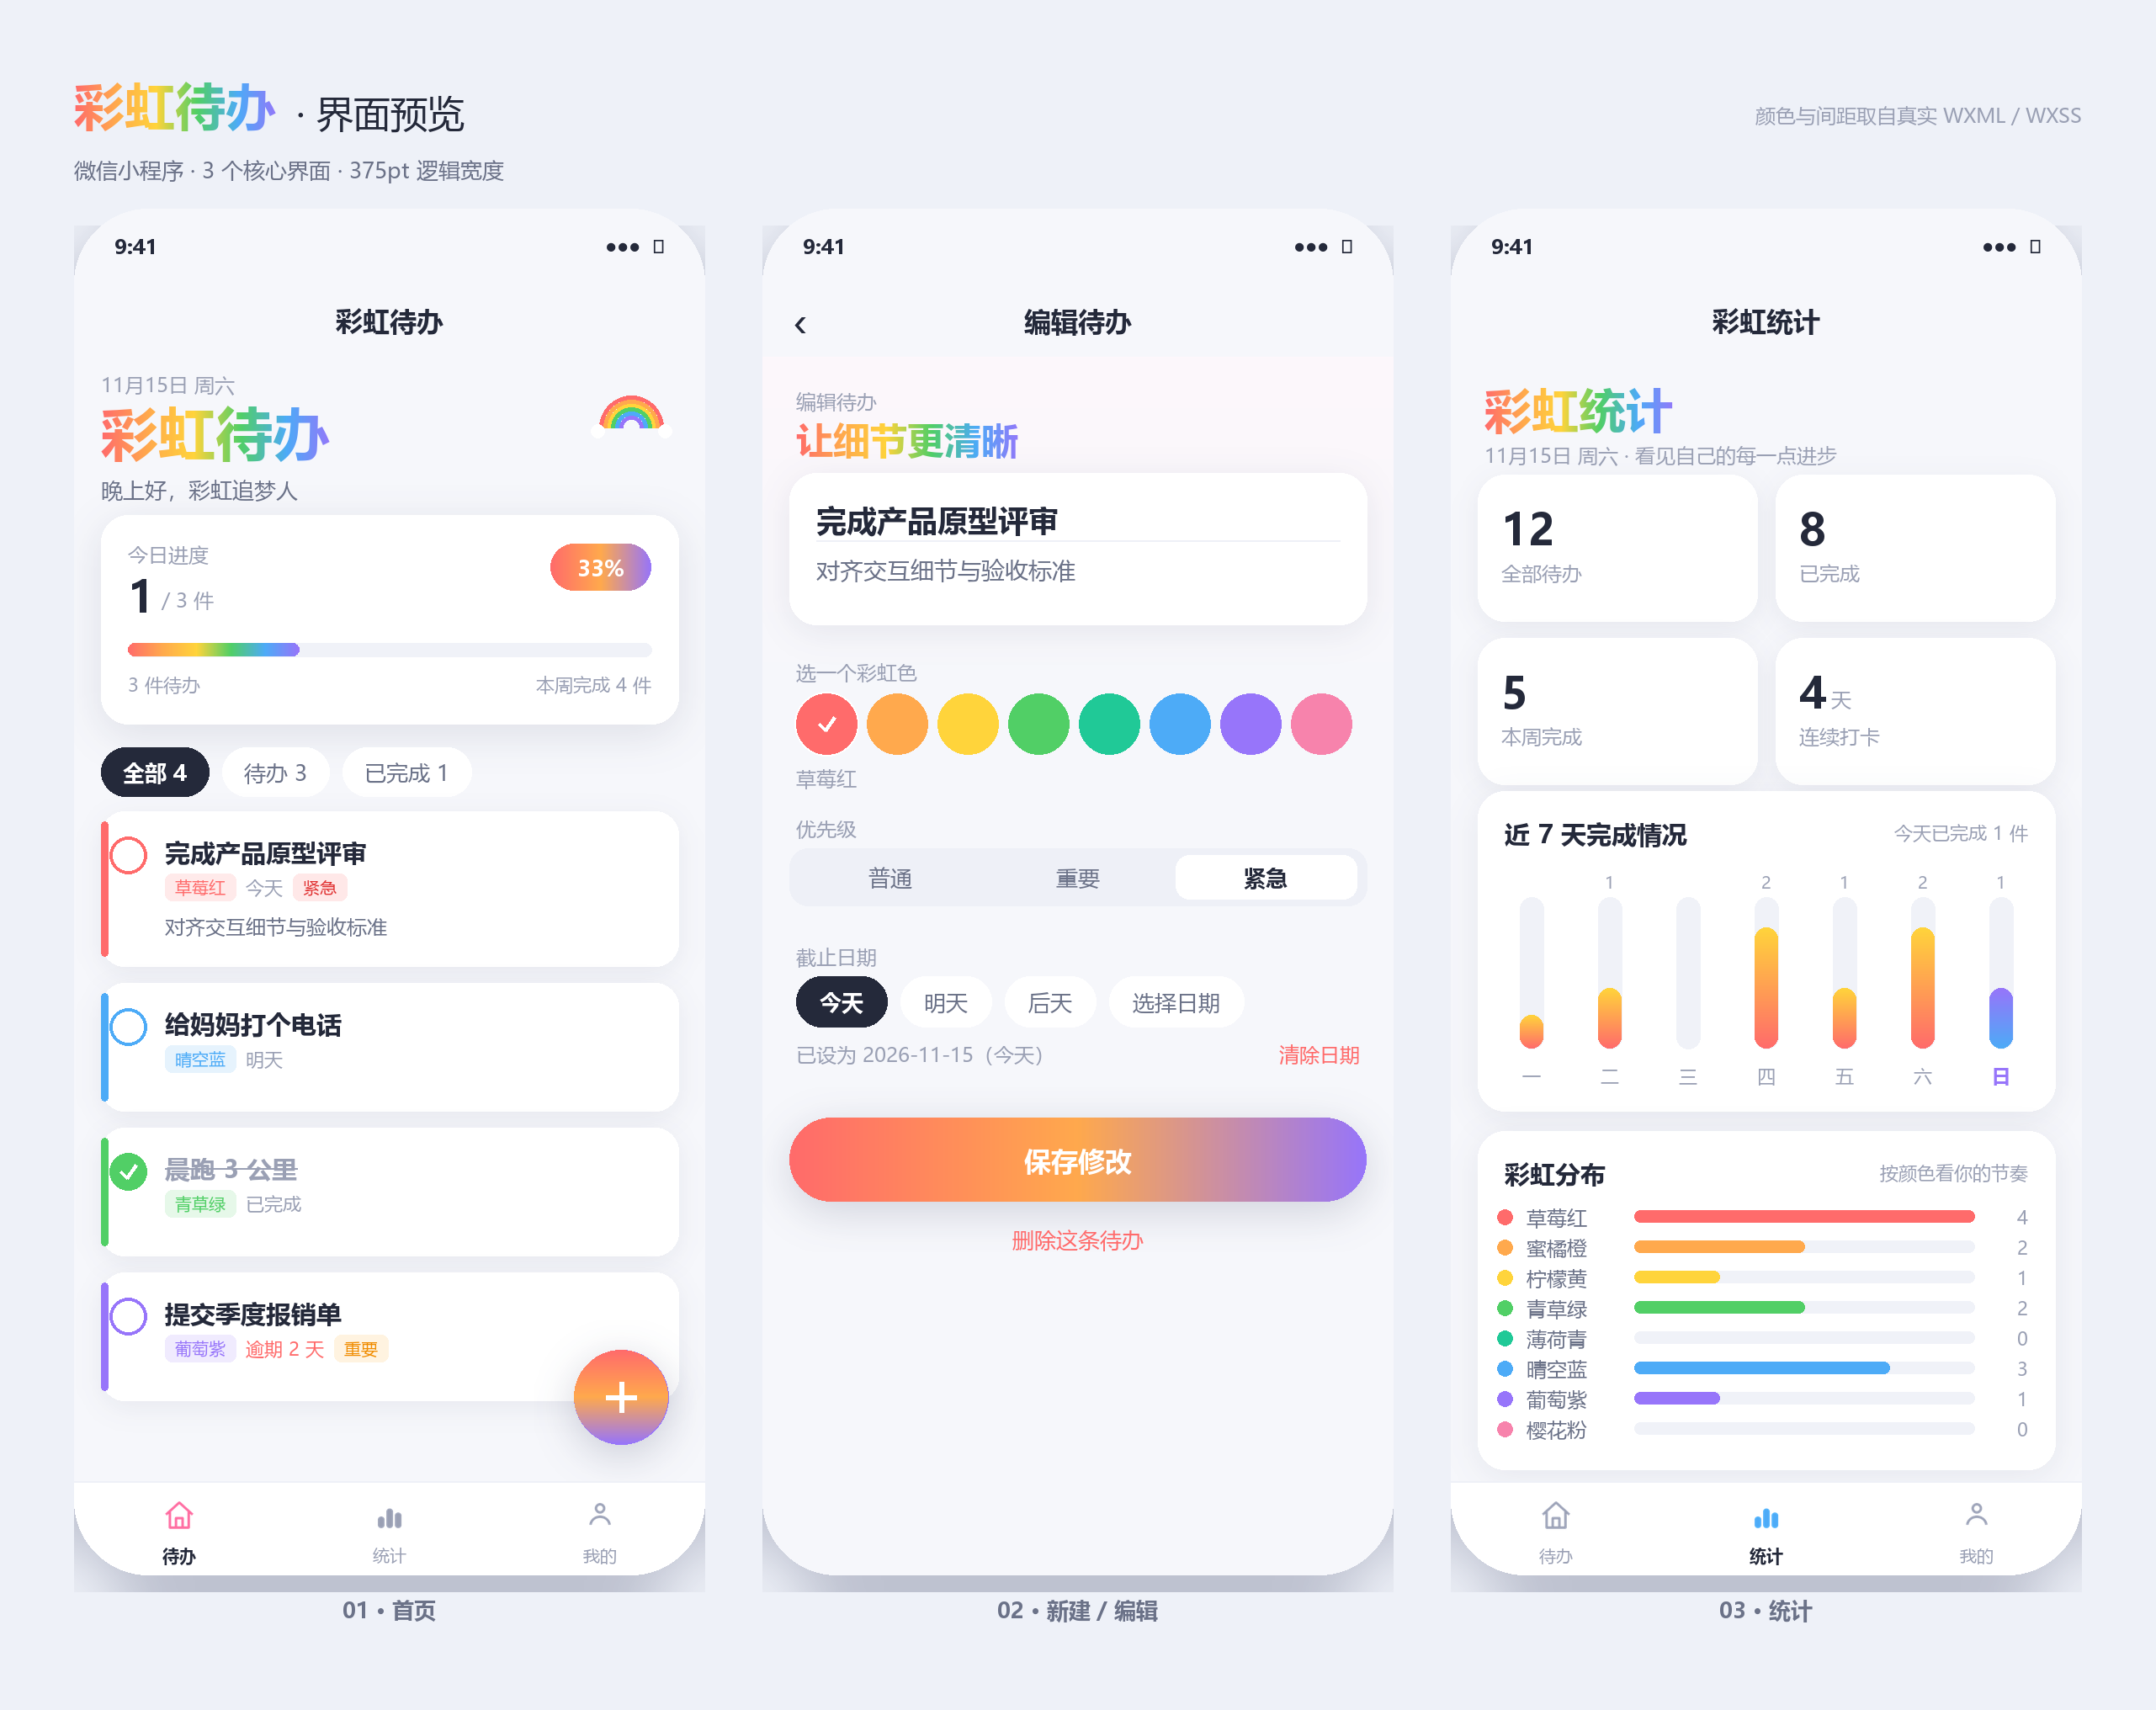 彩虹待办 · 界面预览
颜色与间距取自真实 WXML / WXSS
微信小程序 · 3 个核心界面 · 375pt 逻辑宽度
9:41
彩虹待办
11月15日 周六
彩虹待办
晚上好，彩虹追梦人
今日进度
33%
1 / 3 件
3 件待办
本周完成 4 件
全部 4
待办 3
已完成 1
完成产品原型评审
草莓红 今天 紧急
对齐交互细节与验收标准
给妈妈打个电话
晴空蓝 明天
晨跑 3 公里
青草绿 已完成
提交季度报销单
葡萄紫 逾期 2 天 重要
+
待办
统计
我的
01 • 首页
9:41
‹ 编辑待办
编辑待办
让细节更清晰
完成产品原型评审
对齐交互细节与验收标准
选一个彩虹色
草莓红
优先级
普通
重要
紧急
截止日期
今天
明天
后天
选择日期
已设为 2026-11-15（今天）
清除日期
保存修改
删除这条待办
02 • 新建 / 编辑
9:41
彩虹统计
彩虹统计
11月15日 周六 · 看见自己的每一点进步
12
全部待办
8
已完成
5
本周完成
4 天
连续打卡
近 7 天完成情况
今天已完成 1 件
1 2 1 2 1
一 二 三 四 五 六 日
彩虹分布
按颜色看你的节奏
草莓红 4
蜜橘橙 2
柠檬黄 1
青草绿 2
薄荷青 0
晴空蓝 3
葡萄紫 1
樱花粉 0
待办
统计
我的
03 • 统计